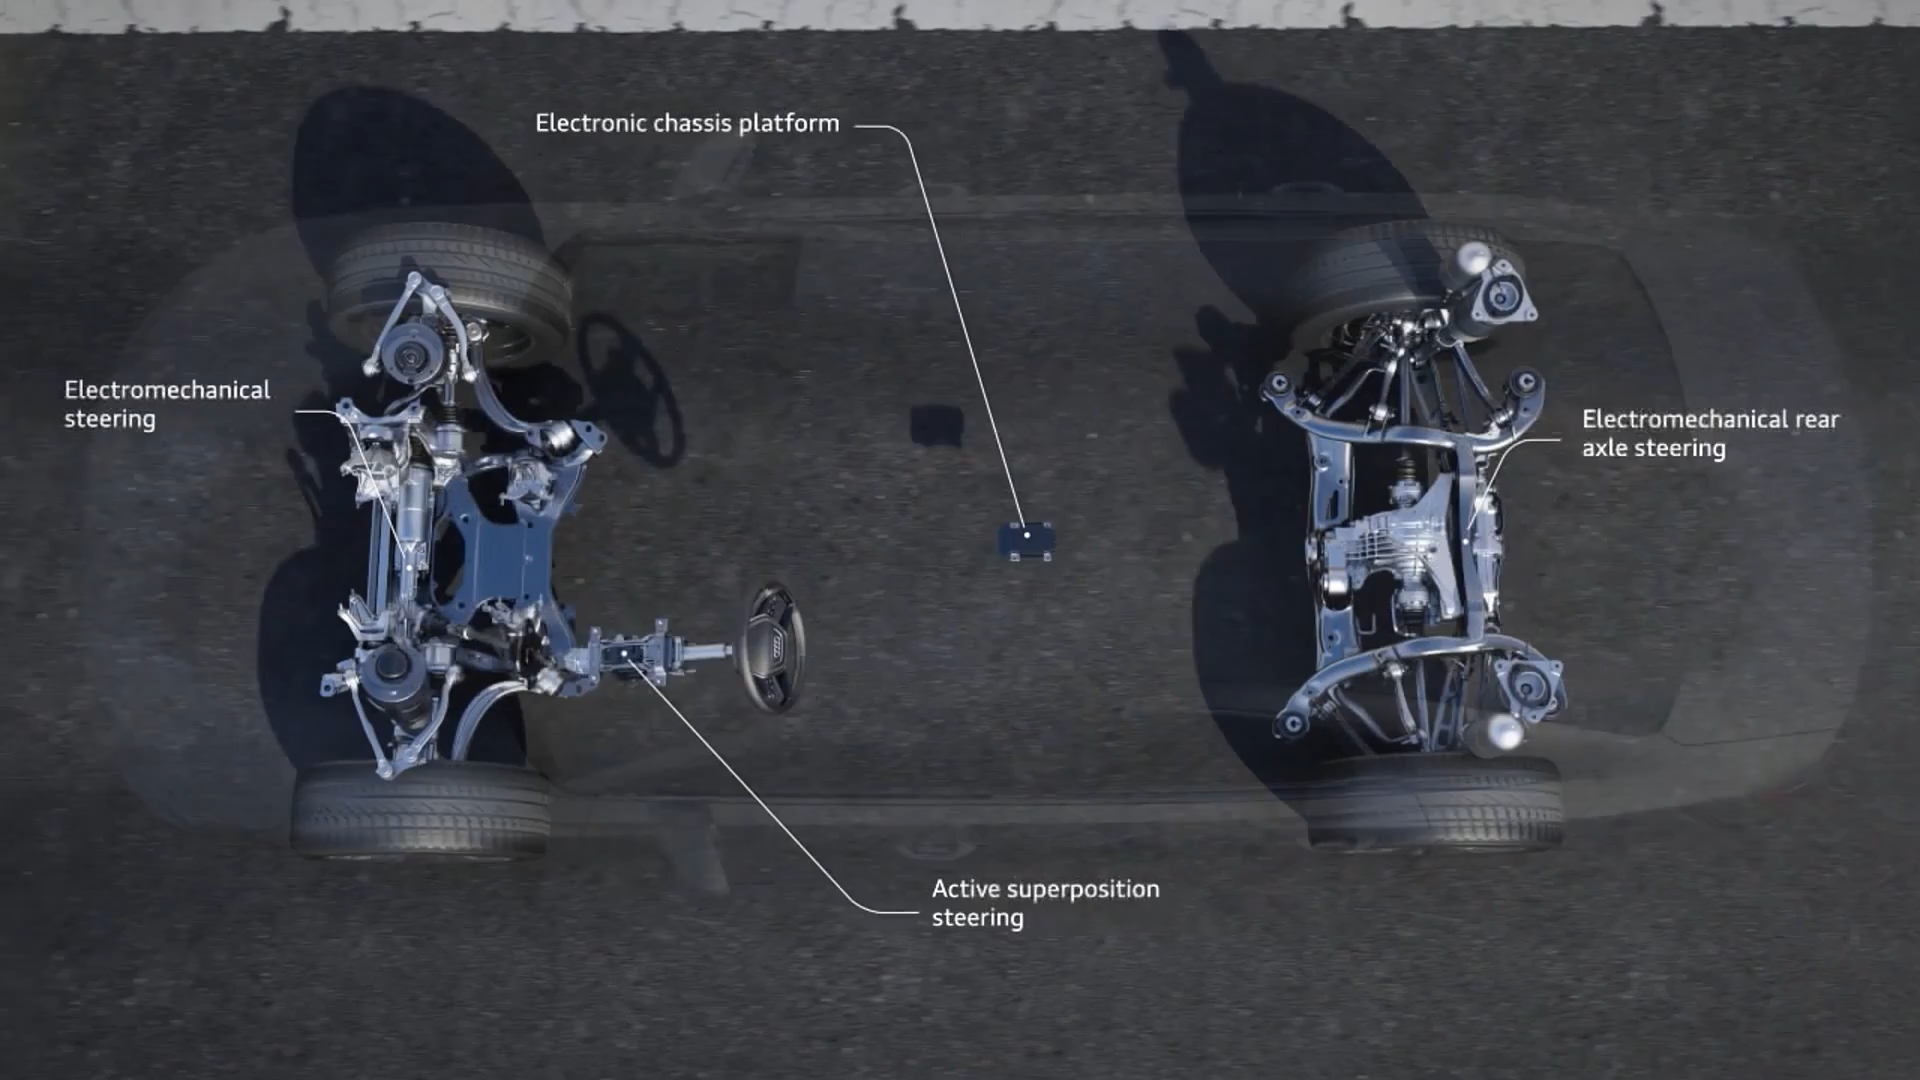 Electronic chassis platform
Electromechanical
steering
Electromechanical rear
axle steering
Active superposition
steering